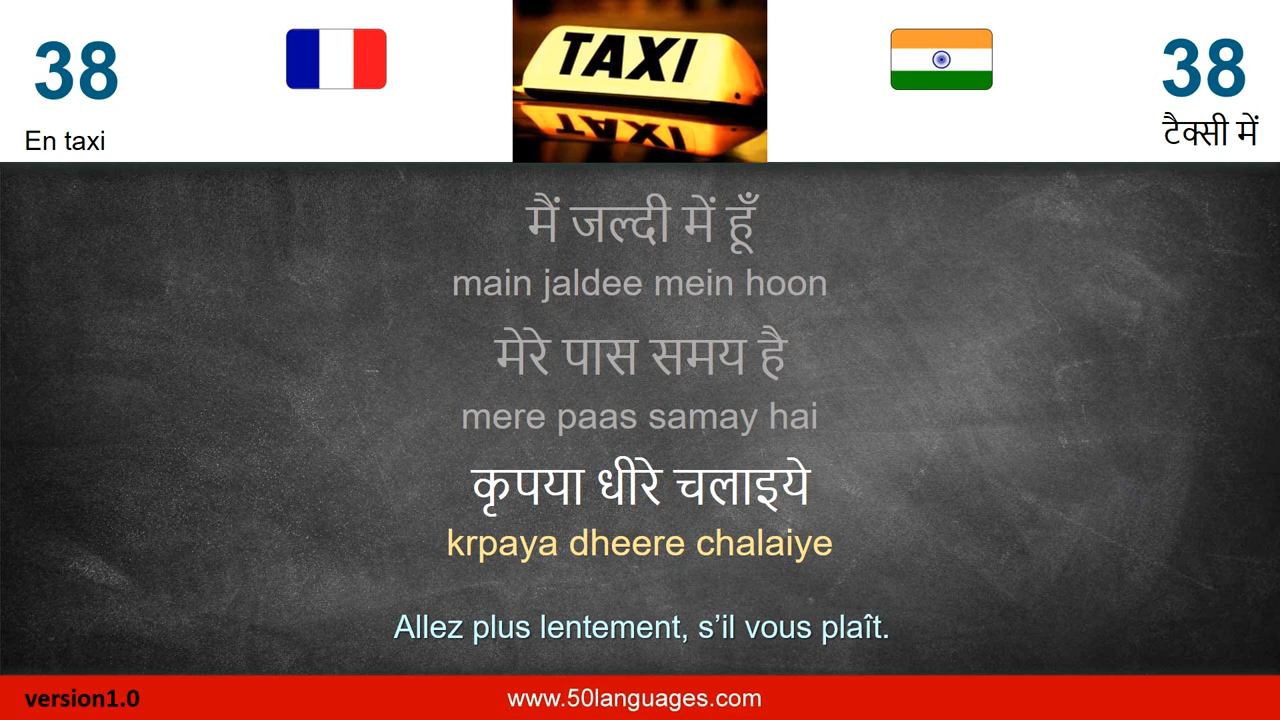 38
En taxi
TAXI
38
टैक्सी में
मैं जल्दी में हूँ
main jaldee mein hoon
मेरे पास समय है
mere paas samay hai
कृपया धीरे चलाइये
krpaya dheere chalaiye
Allez plus lentement, s’il vous plaît.
version1.0
www.50languages.com